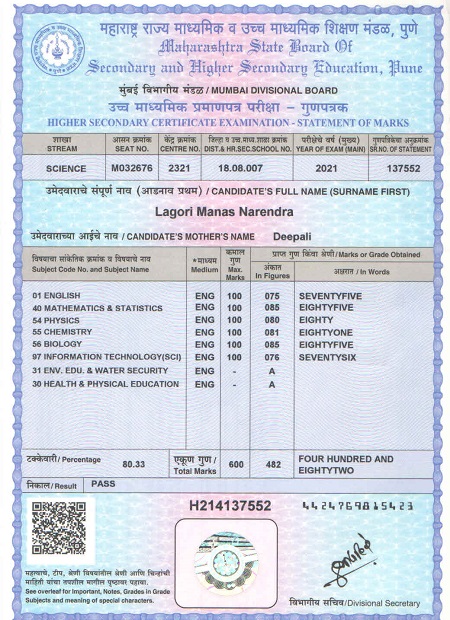 महाराष्ट्र राज्य माध्यमिक व उच्च माध्यमिक शिक्षण मंडळ, पुणे
Maharashtra State Board Of
Secondary and Higher Secondary Education, Pune
मुंबई विभागीय मंडळ / MUMBAI DIVISIONAL BOARD
उच्च माध्यमिक प्रमाणपत्र परीक्षा - गुणपत्रक
HIGHER SECONDARY CERTIFICATE EXAMINATION - STATEMENT OF MARKS
शाखा आसन क्रमांक केंद्र क्रमांक जिल्हा व उच्च.माध्य.शाळा क्रमांक परीक्षेचे वर्ष (मुख्य) गुणपत्रिकेचा अनुक्रमांक
STREAM SEAT NO. CENTRE NO. DIST.& HR.SEC.SCHOOL NO. YEAR OF EXAM (MAIN) SR.NO. OF STATEMENT
SCIENCE M032676 2321 18.08.007 2021 137552
उमेदवाराचे संपूर्ण नाव (आडनाव प्रथम) / CANDIDATE'S FULL NAME (SURNAME FIRST)
Lagori Manas Narendra
उमेदवाराच्या आईचे नाव / CANDIDATE'S MOTHER'S NAME Deepali
विषयाचा सांकेतिक क्रमांक व विषयाचे नाव
Subject Code No. and Subject Name
* माध्यम
Medium
कमाल गुण
Max. Marks
प्राप्त गुण किंवा श्रेणी / Marks or Grade Obtained
अंकात
In Figures
अक्षरात / In Words
01 ENGLISH ENG 100 075 SEVENTYFIVE
40 MATHEMATICS & STATISTICS ENG 100 085 EIGHTYFIVE
54 PHYSICS ENG 100 080 EIGHTY
55 CHEMISTRY ENG 100 081 EIGHTYONE
56 BIOLOGY ENG 100 085 EIGHTYFIVE
97 INFORMATION TECHNOLOGY(SCI) ENG 100 076 SEVENTYSIX
31 ENV. EDU. & WATER SECURITY ENG - A
30 HEALTH & PHYSICAL EDUCATION ENG - A
टक्केवारी / Percentage 80.33 एकूण गुण / Total Marks 600 482 FOUR HUNDRED AND
EIGHTYTWO
निकाल / Result PASS
H214137552 4424769815423
महत्वाचे, टीप, श्रेणी विषयांतील श्रेणी आणि चिन्हांची
माहिती यांचा तपशील मागील पृष्ठावर पहावा.
See overleaf for Important, Notes, Grades in Grade
Subjects and meaning of special characters.
विभागीय सचिव / Divisional Secretary